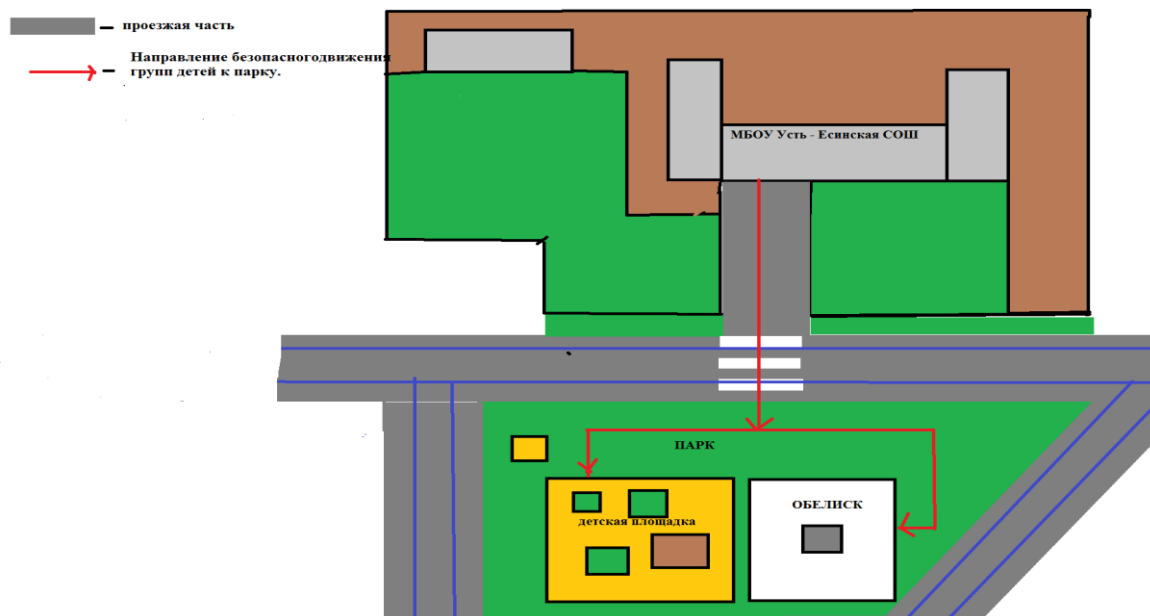 проезжая часть
Направление безопасногодвижения
групп детей к парку.
МБОУ Усть - Есинская СОШ
ПАРК
ОБЕЛИСК
детская площадка